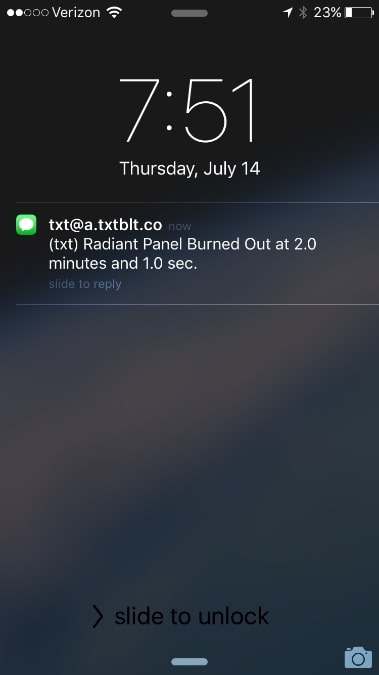 Verizon 23%
7:51
Thursday, July 14
txt@a.txtblt.co now
(txt) Radiant Panel Burned Out at 2.0
minutes and 1.0 sec.
slide to reply
slide to unlock